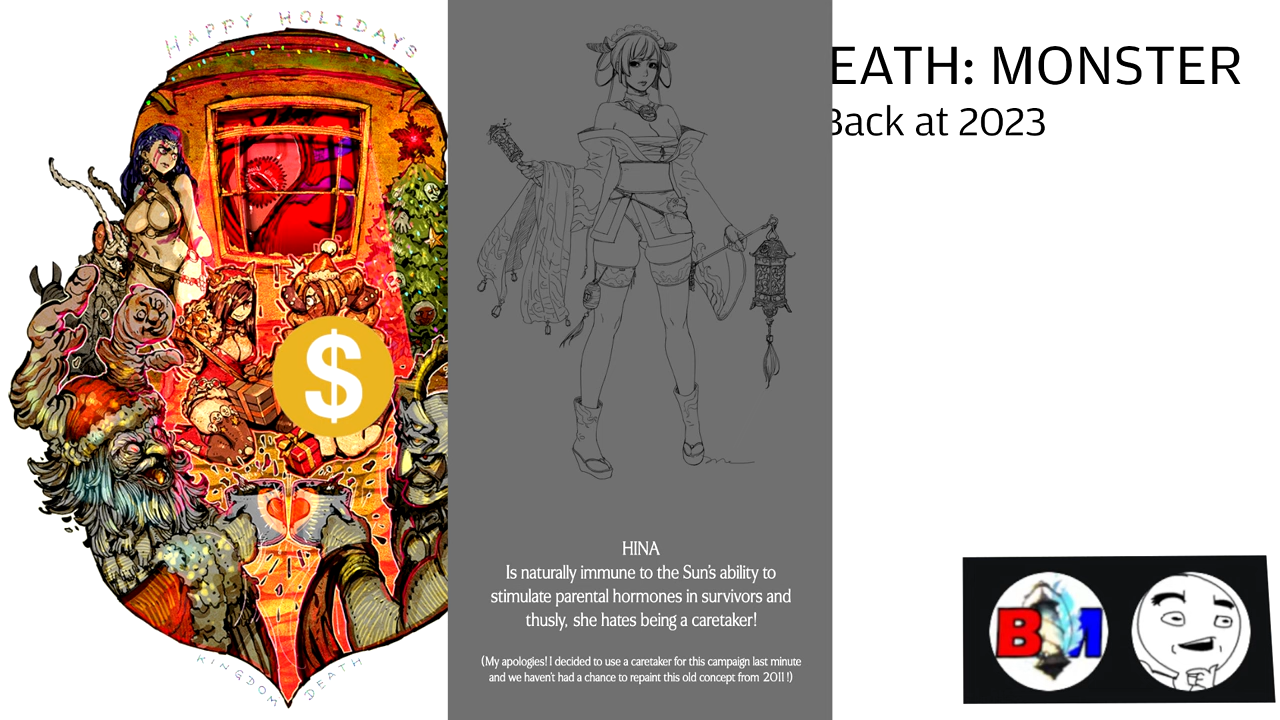 HAPPY HOLIDAYS
$
KINGDOM DEATH
HINA
Is naturally immune to the Sun's ability to
stimulate parental hormones in survivors and
thusly, she hates being a caretaker!
(My apologies! I decided to use a caretaker for this campaign last minute
and we haven't had a chance to repaint this old concept from 2011!)
EATH: MONSTER
Back at 2023
BM